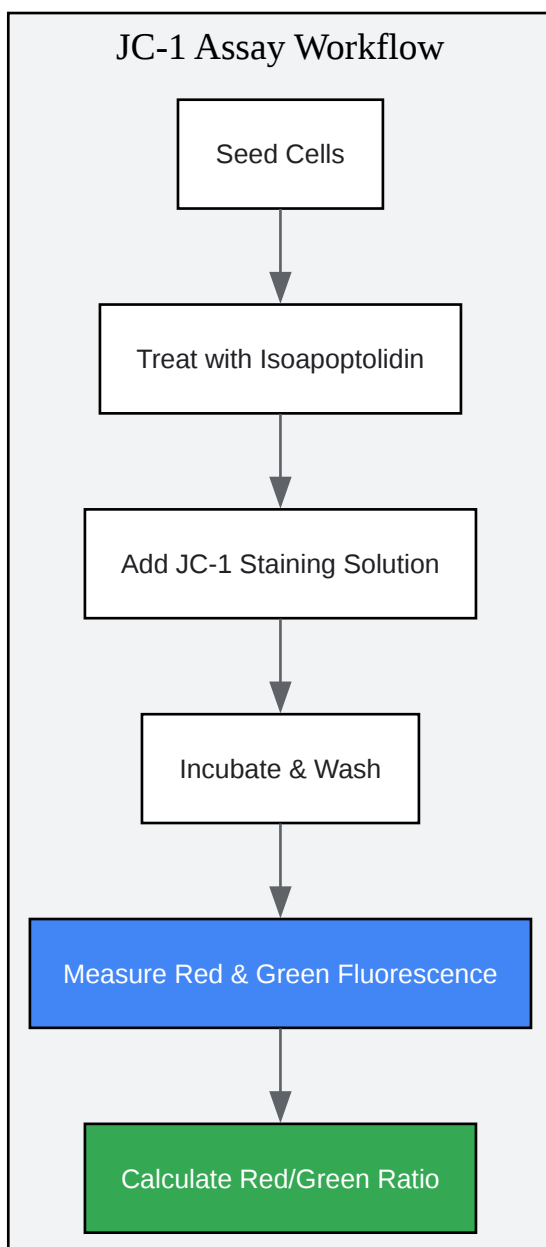 JC-1 Assay Workflow
Seed Cells
Treat with Isoapoptolidin
Add JC-1 Staining Solution
Incubate & Wash
Measure Red & Green Fluorescence
Calculate Red/Green Ratio